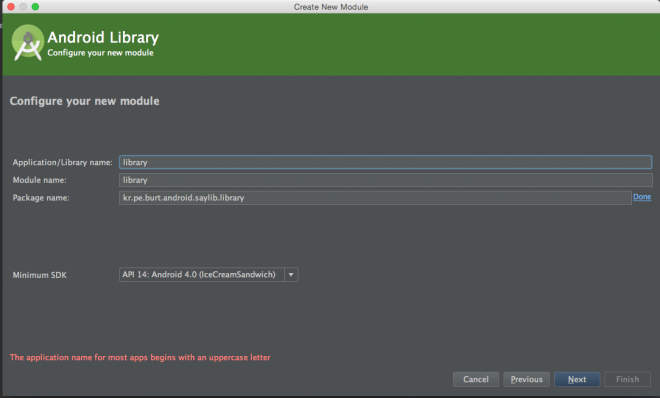 Create New Module
Android Library
Configure your new module
Configure your new module
Application/Library name: library
Module name: library
Package name: kr.pe.burt.android.saylib.library Done
Minimum SDK API 14: Android 4.0 (IceCreamSandwich)
The application name for most apps begins with an uppercase letter
Cancel Previous Next Finish